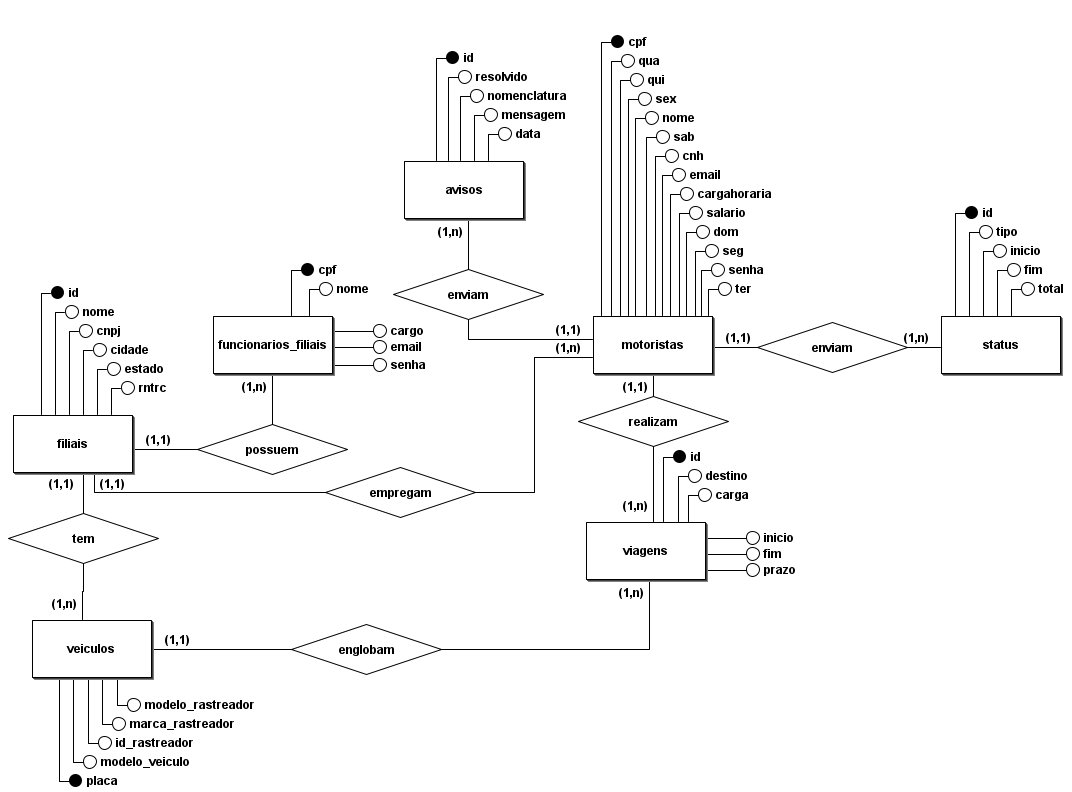 cpf
qua
qui
sex
nome
sab
cnh
email
cargahoraria
salario
dom
seg
senha
ter
id
resolvido
nomenclatura
mensagem
data
avisos
(1,n)
enviam
(1,1)
(1,n)
motoristas
(1,1)
enviam
(1,n)
id
tipo
inicio
fim
total
status
cpf
nome
funcionarios_filiais
cargo
email
senha
(1,n)
id
nome
cnpj
cidade
estado
rntrc
filiais
(1,1)
possuem
(1,1)
(1,1)
empregam
(1,1)
realizam
(1,n)
id
destino
carga
viagens
inicio
fim
prazo
(1,n)
tem
(1,n)
veiculos
(1,1)
englobam
modelo_rastreador
marca_rastreador
id_rastreador
modelo_veiculo
placa